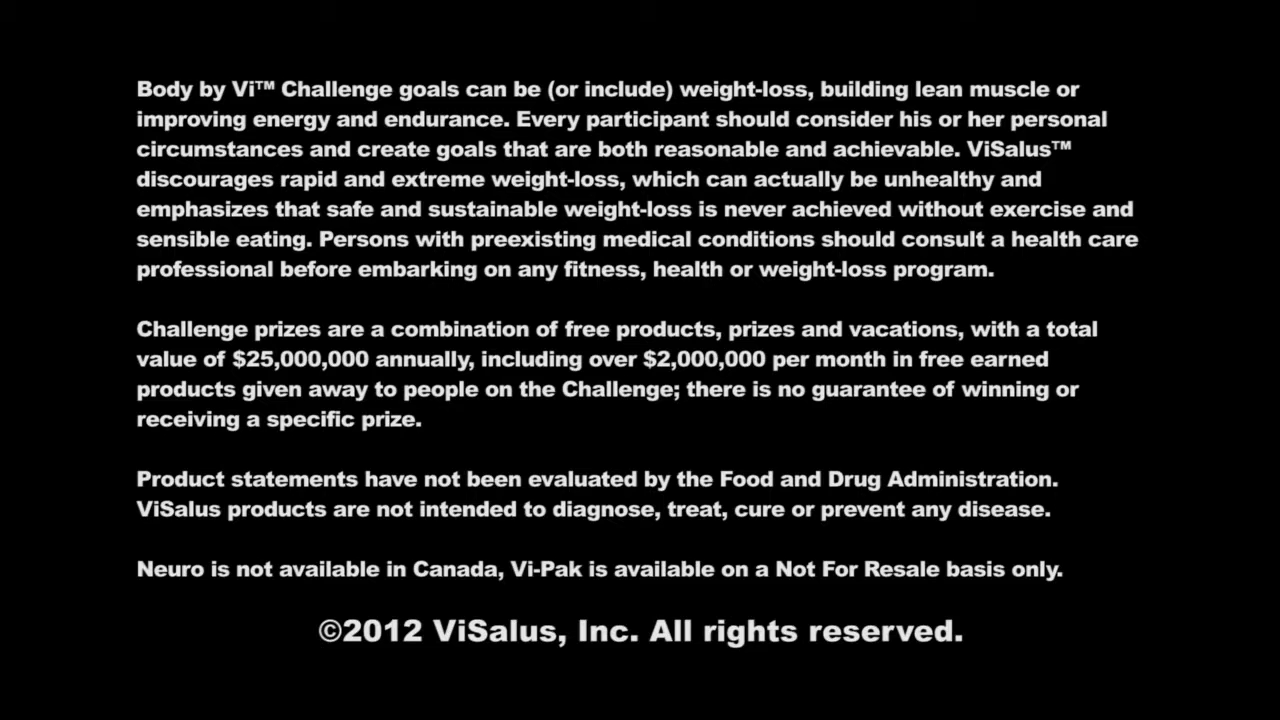 Body by Vi™ Challenge goals can be (or include) weight-loss, building lean muscle or
improving energy and endurance. Every participant should consider his or her personal
circumstances and create goals that are both reasonable and achievable. ViSalus™
discourages rapid and extreme weight-loss, which can actually be unhealthy and
emphasizes that safe and sustainable weight-loss is never achieved without exercise and
sensible eating. Persons with preexisting medical conditions should consult a health care
professional before embarking on any fitness, health or weight-loss program.
Challenge prizes are a combination of free products, prizes and vacations, with a total
value of $25,000,000 annually, including over $2,000,000 per month in free earned
products given away to people on the Challenge; there is no guarantee of winning or
receiving a specific prize.
Product statements have not been evaluated by the Food and Drug Administration.
ViSalus products are not intended to diagnose, treat, cure or prevent any disease.
Neuro is not available in Canada, Vi-Pak is available on a Not For Resale basis only.
©2012 ViSalus, Inc. All rights reserved.